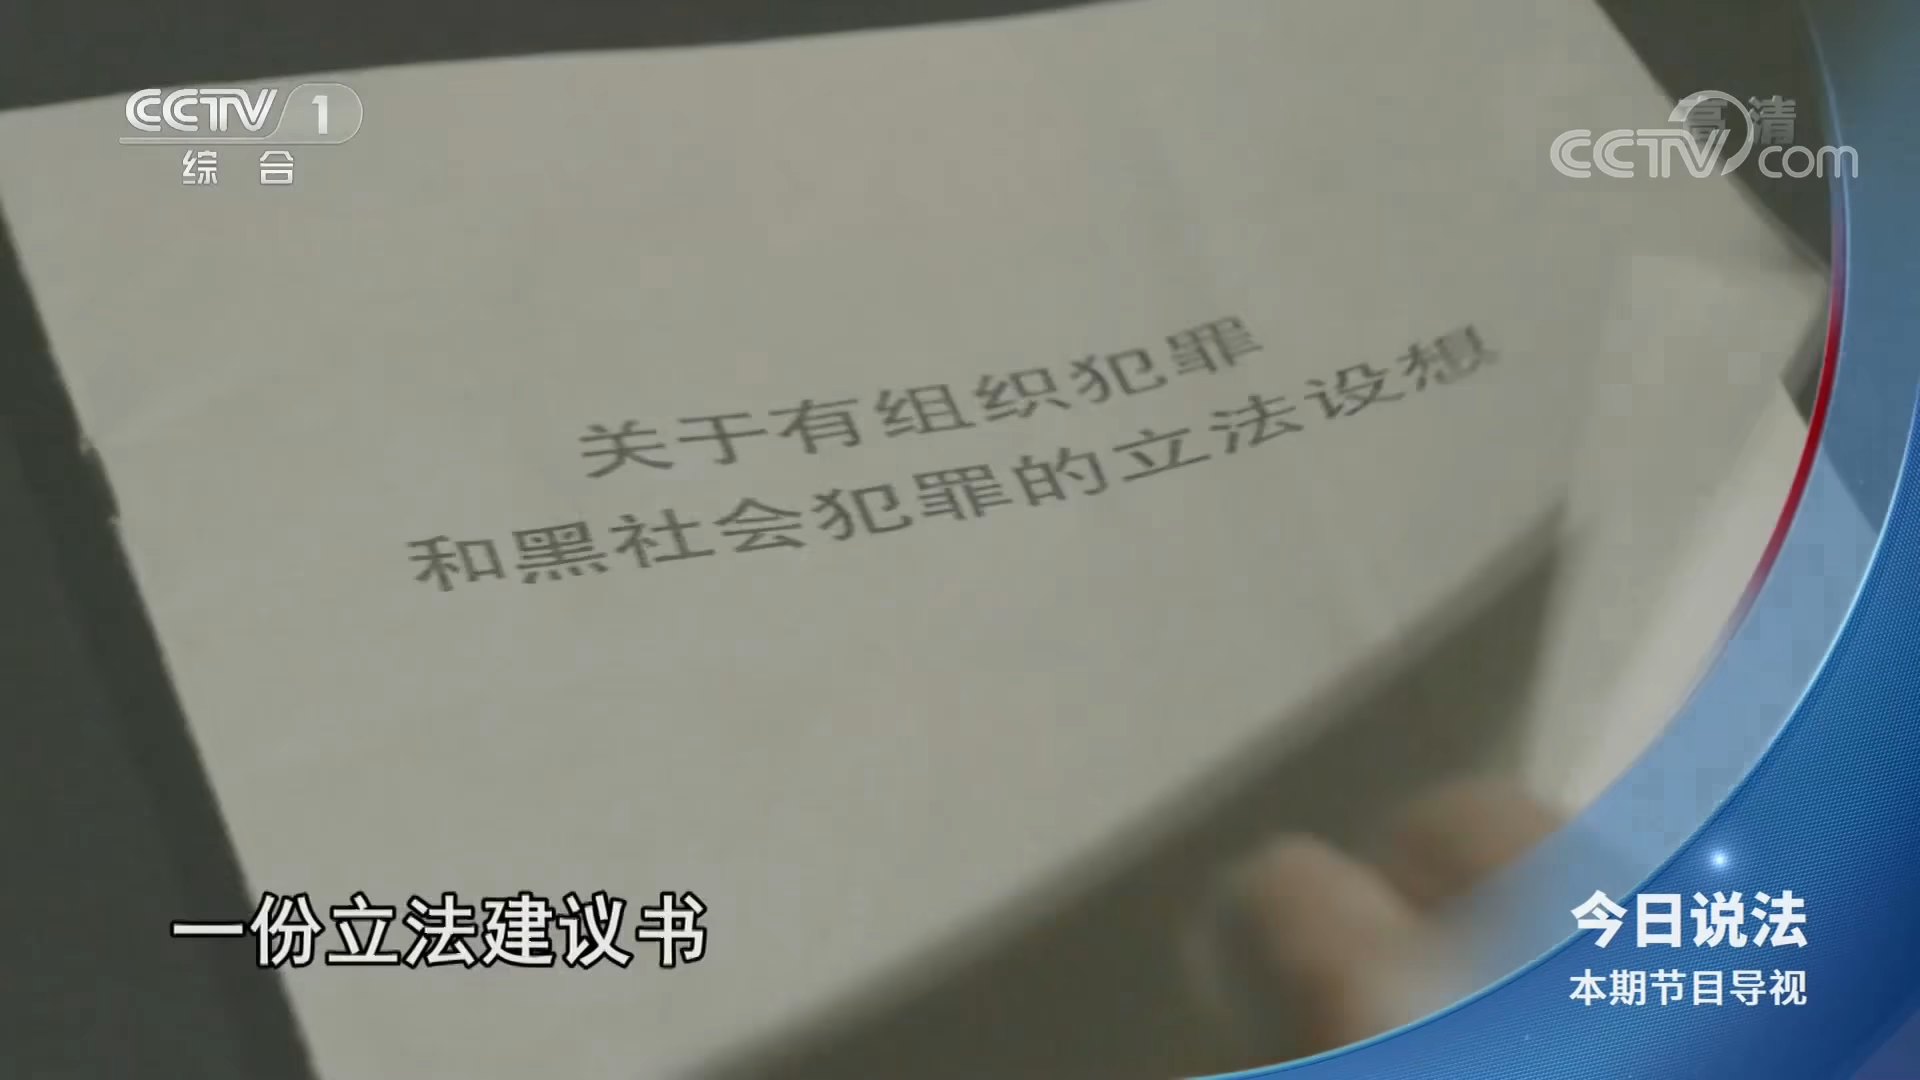 CCTV 1
综合
高清
CCTV com
关于有组织犯罪
和黑社会犯罪的立法设想
一份立法建议书
今日说法
本期节目导视